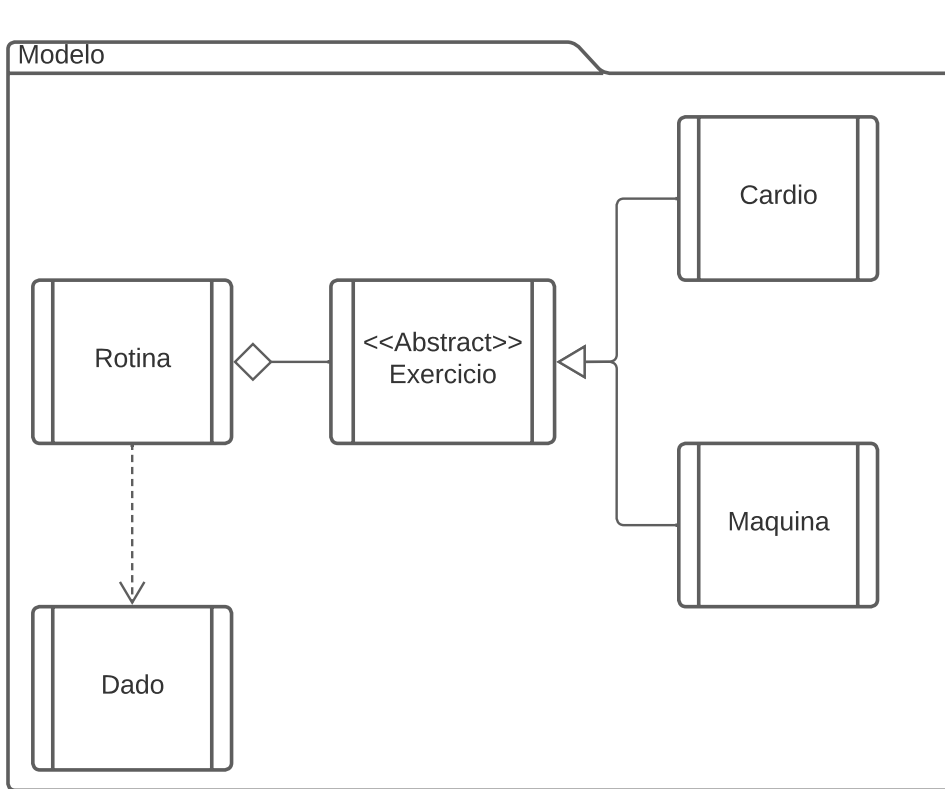 Modelo
Cardio
Rotina
<<Abstract>>
Exercicio
Maquina
Dado